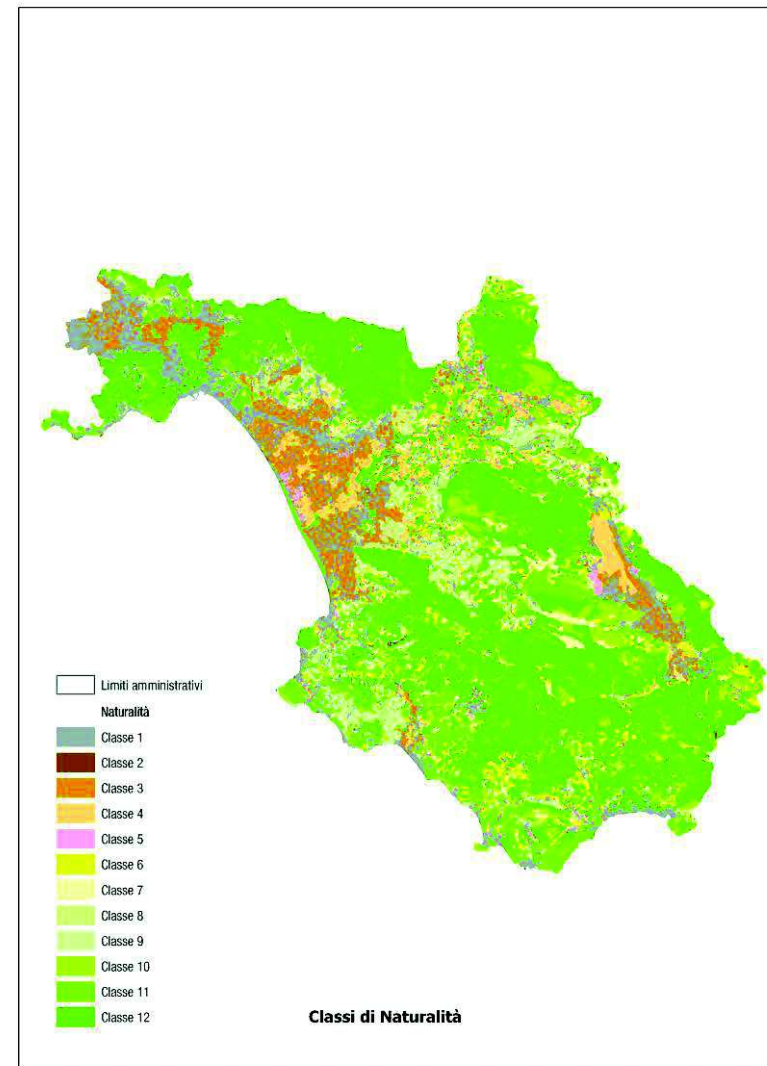 Limiti amministrativi
Naturalità
Classe 1
Classe 2
Classe 3
Classe 4
Classe 5
Classe 6
Classe 7
Classe 8
Classe 9
Classe 10
Classe 11
Classe 12
Classi di Naturalità